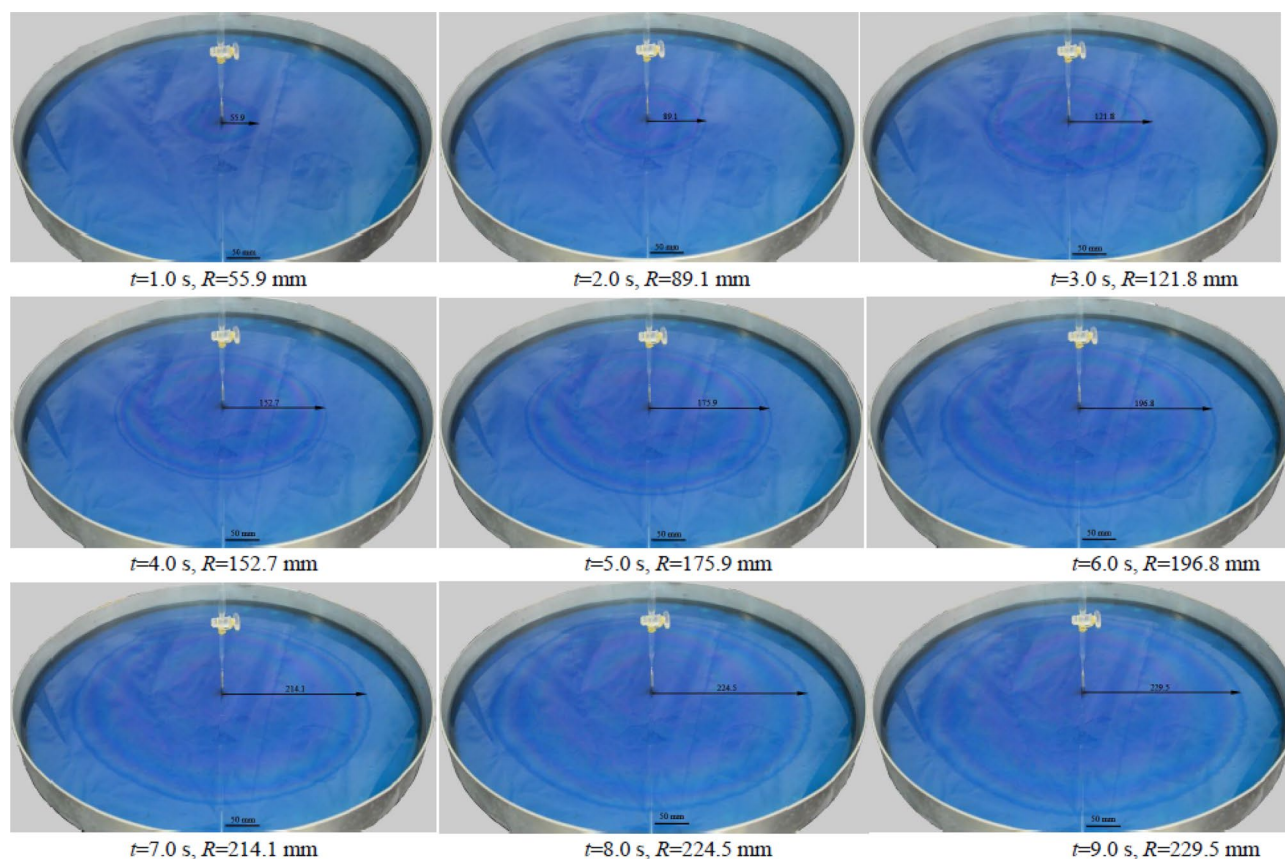 55.9
50 mm
t=1.0 s, R=55.9 mm
89.1
50 mm
t=2.0 s, R=89.1 mm
121.8
50 mm
t=3.0 s, R=121.8 mm
152.7
50 mm
t=4.0 s, R=152.7 mm
175.9
50 mm
t=5.0 s, R=175.9 mm
196.8
50 mm
t=6.0 s, R=196.8 mm
214.1
50 mm
t=7.0 s, R=214.1 mm
224.5
50 mm
t=8.0 s, R=224.5 mm
229.5
50 mm
t=9.0 s, R=229.5 mm